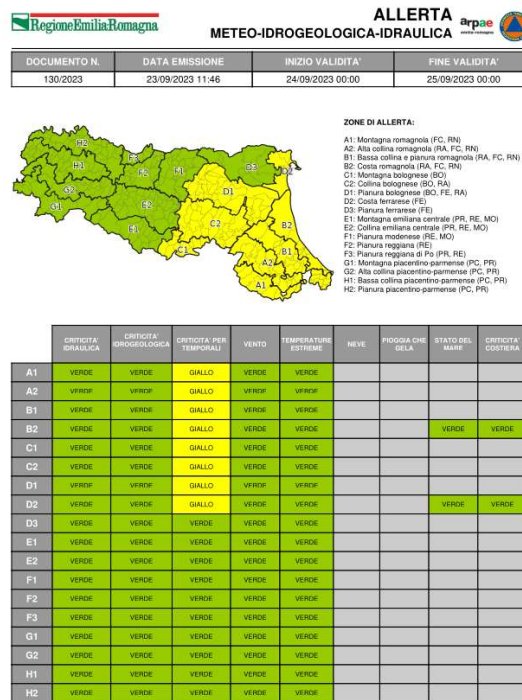 RegioneEmilia-Romagna
ALLERTA
METEO-IDROGEOLOGICA-IDRAULICA
arpae
emilia-romagna
DOCUMENTO N. DATA EMISSIONE INIZIO VALIDITA' FINE VALIDITA'
130/2023 23/09/2023 11:46 24/09/2023 00:00 25/09/2023 00:00
ZONE DI ALLERTA:
A1: Montagna romagnola (FC, RN)
A2: Alta collina romagnola (RA, FC, RN)
B1: Bassa collina e pianura romagnola (RA, FC, RN)
B2: Costa romagnola (RA, FC, RN)
C1: Montagna bolognese (BO)
C2: Collina bolognese (BO, RA)
D1: Pianura bolognese (BO, FE, RA)
D2: Costa ferrarese (FE)
D3: Pianura ferrarese (FE)
E1: Montagna emiliana centrale (PR, RE, MO)
E2: Collina emiliana centrale (PR, RE, MO)
F1: Pianura modenese (RE, MO)
F2: Pianura reggiana (RE)
F3: Pianura reggiana di Po (PR, RE)
G1: Montagna piacentino-parmense (PC, PR)
G2: Alta collina piacentino-parmense (PC, PR)
H1: Bassa collina piacentino-parmense (PC, PR)
H2: Pianura piacentino-parmense (PC, PR)
H2
F3
H1
F2
F1
D3
D2
G2
D1
G1
E2
C2
B2
E1
C1
B1
A2
A1
CRITICITA' IDRAULICA CRITICITA' IDROGEOLOGICA CRITICITA' PER TEMPORALI VENTO TEMPERATURE ESTREME NEVE PIOGGIA CHE GELA STATO DEL MARE CRITICITA' COSTIERA
A1 VERDE VERDE GIALLO VERDE VERDE
A2 VERDE VERDE GIALLO VERDE VERDE
B1 VERDE VERDE GIALLO VERDE VERDE
B2 VERDE VERDE GIALLO VERDE VERDE VERDE VERDE
C1 VERDE VERDE GIALLO VERDE VERDE
C2 VERDE VERDE GIALLO VERDE VERDE
D1 VERDE VERDE GIALLO VERDE VERDE
D2 VERDE VERDE GIALLO VERDE VERDE VERDE VERDE
D3 VERDE VERDE VERDE VERDE VERDE
E1 VERDE VERDE VERDE VERDE VERDE
E2 VERDE VERDE VERDE VERDE VERDE
F1 VERDE VERDE VERDE VERDE VERDE
F2 VERDE VERDE VERDE VERDE VERDE
F3 VERDE VERDE VERDE VERDE VERDE
G1 VERDE VERDE VERDE VERDE VERDE
G2 VERDE VERDE VERDE VERDE VERDE
H1 VERDE VERDE VERDE VERDE VERDE
H2 VERDE VERDE VERDE VERDE VERDE